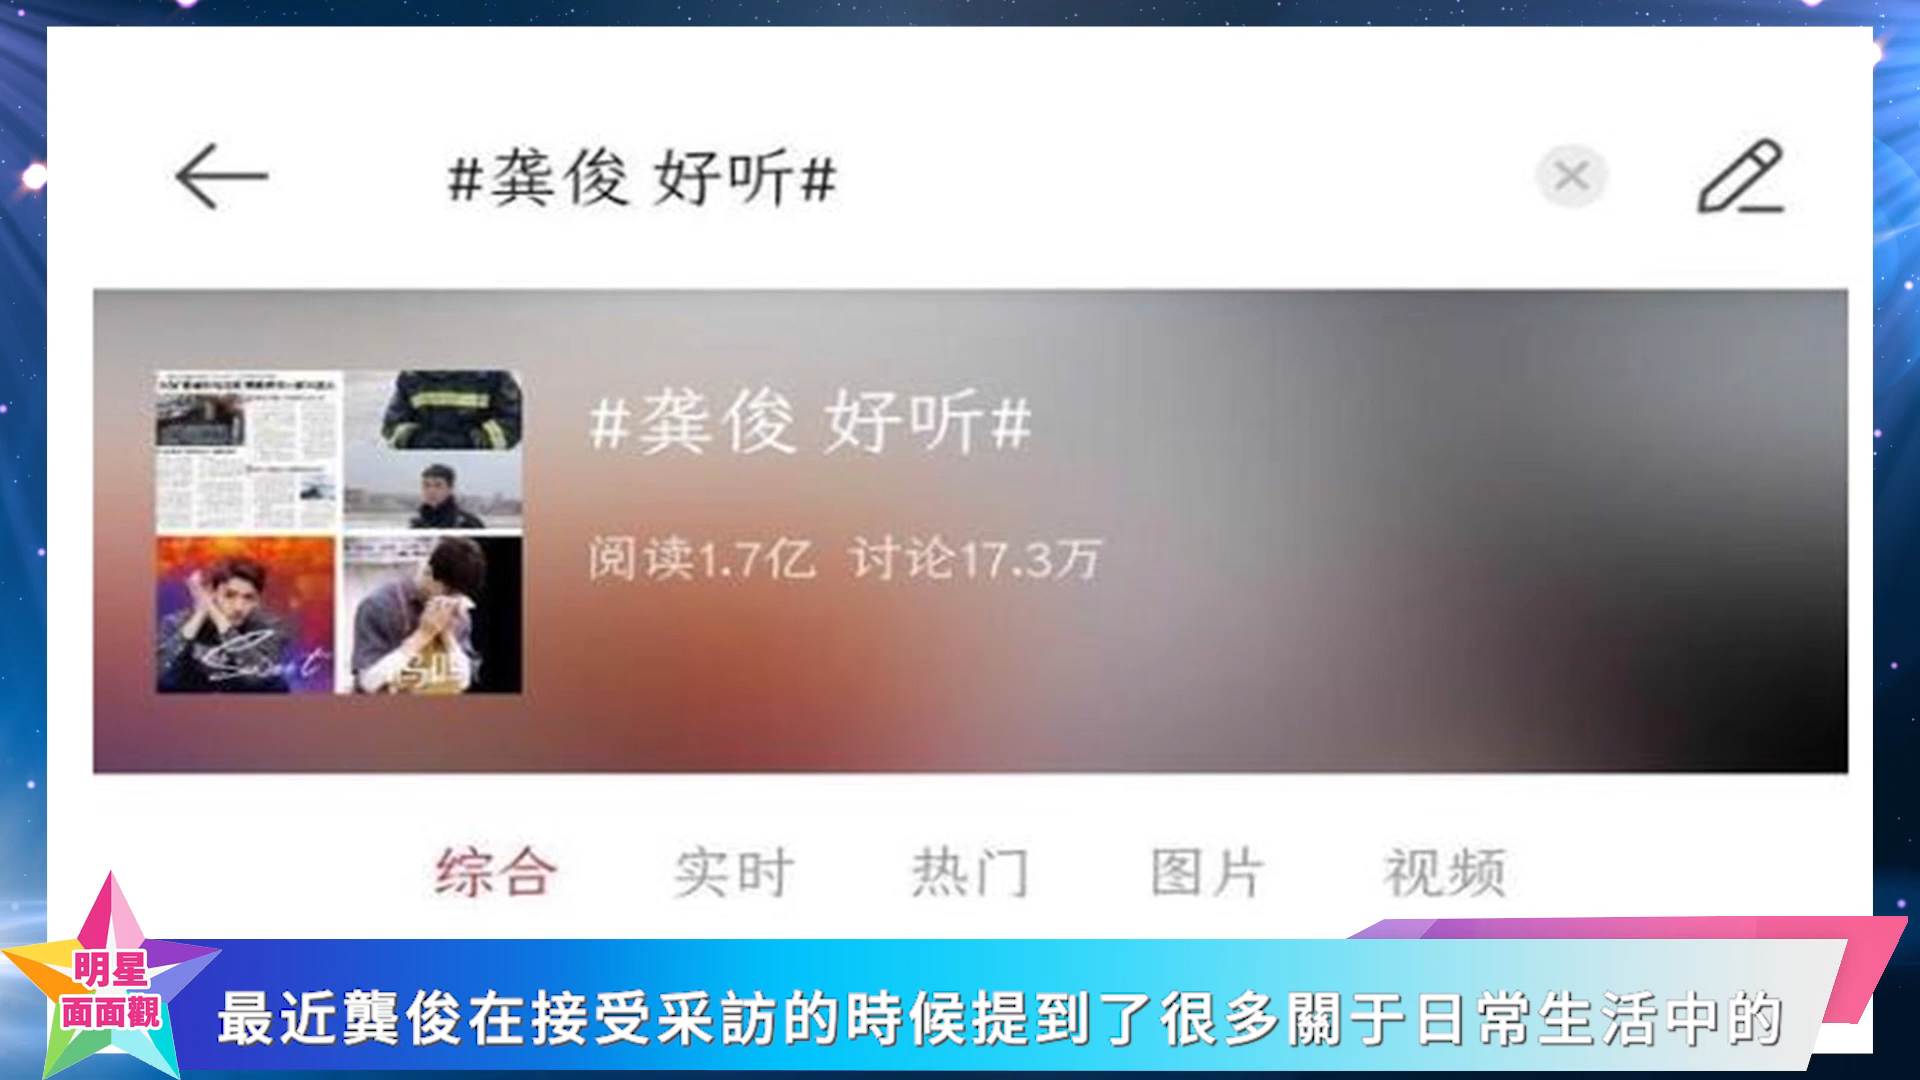 #龚俊 好听#
#龚俊 好听#
阅读1.7亿 讨论17.3万
Sweet
综合 实时 热门 图片 视频
明星
面面觀
最近龔俊在接受采訪的時候提到了很多關于日常生活中的